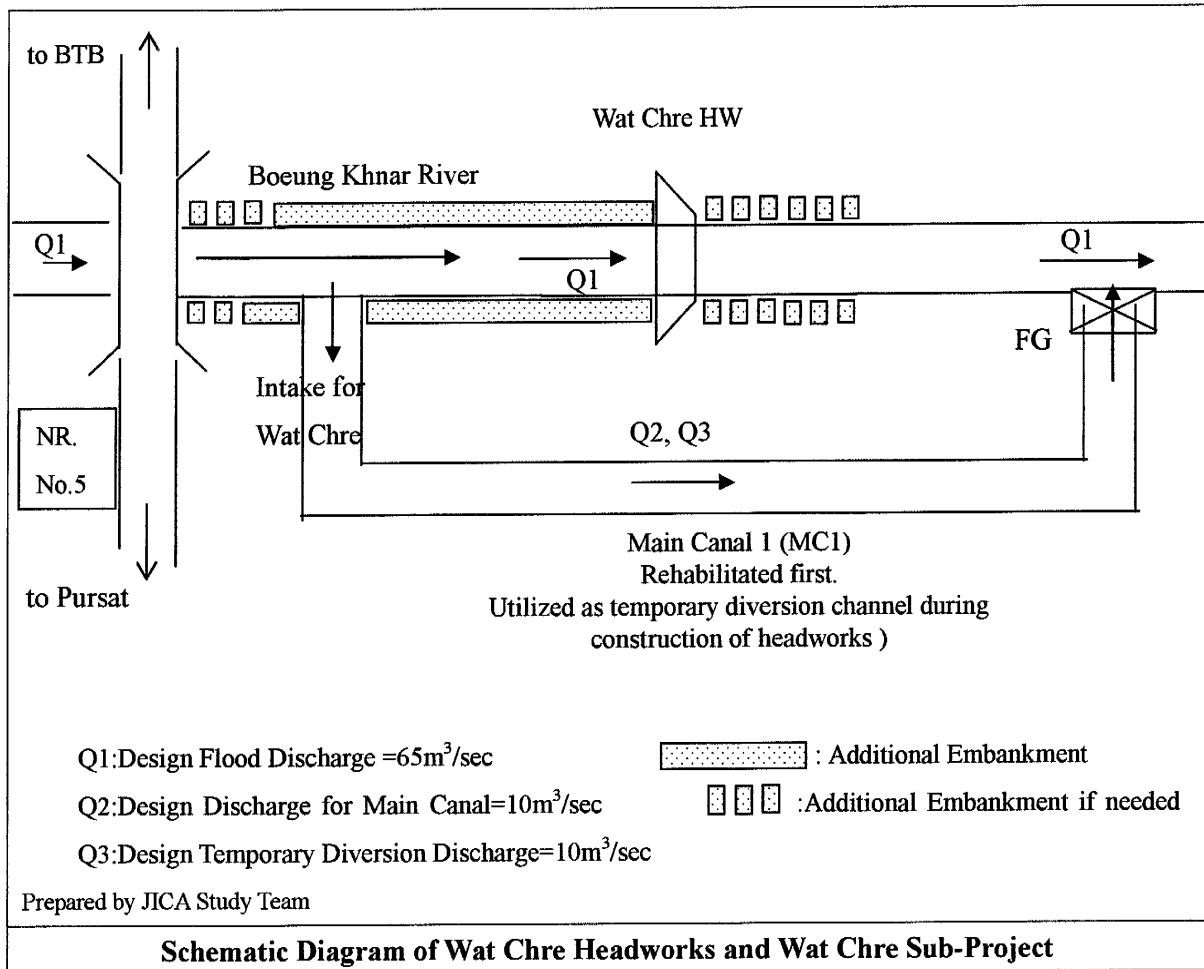 to BTB
Wat Chre HW
Boeung Khnar River
Q1
Q1
Q1
FG
Intake for
Wat Chre
NR.
No.5
Q2, Q3
to Pursat
Main Canal 1 (MC1)
Rehabilitated first.
Utilized as temporary diversion channel during
construction of headworks )
Q1:Design Flood Discharge =65m³/sec
: Additional Embankment
Q2:Design Discharge for Main Canal=10m³/sec
:Additional Embankment if needed
Q3:Design Temporary Diversion Discharge=10m³/sec
Prepared by JICA Study Team
Schematic Diagram of Wat Chre Headworks and Wat Chre Sub-Project